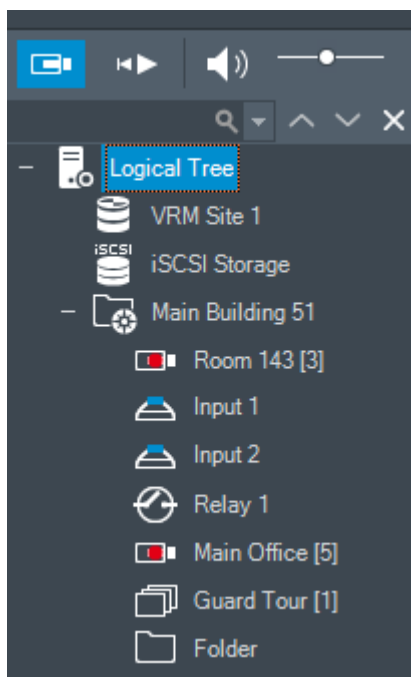 Logical Tree
VRM Site 1
iSCSI
iSCSI Storage
Main Building 51
Room 143 [3]
Input 1
Input 2
Relay 1
Main Office [5]
Guard Tour [1]
Folder